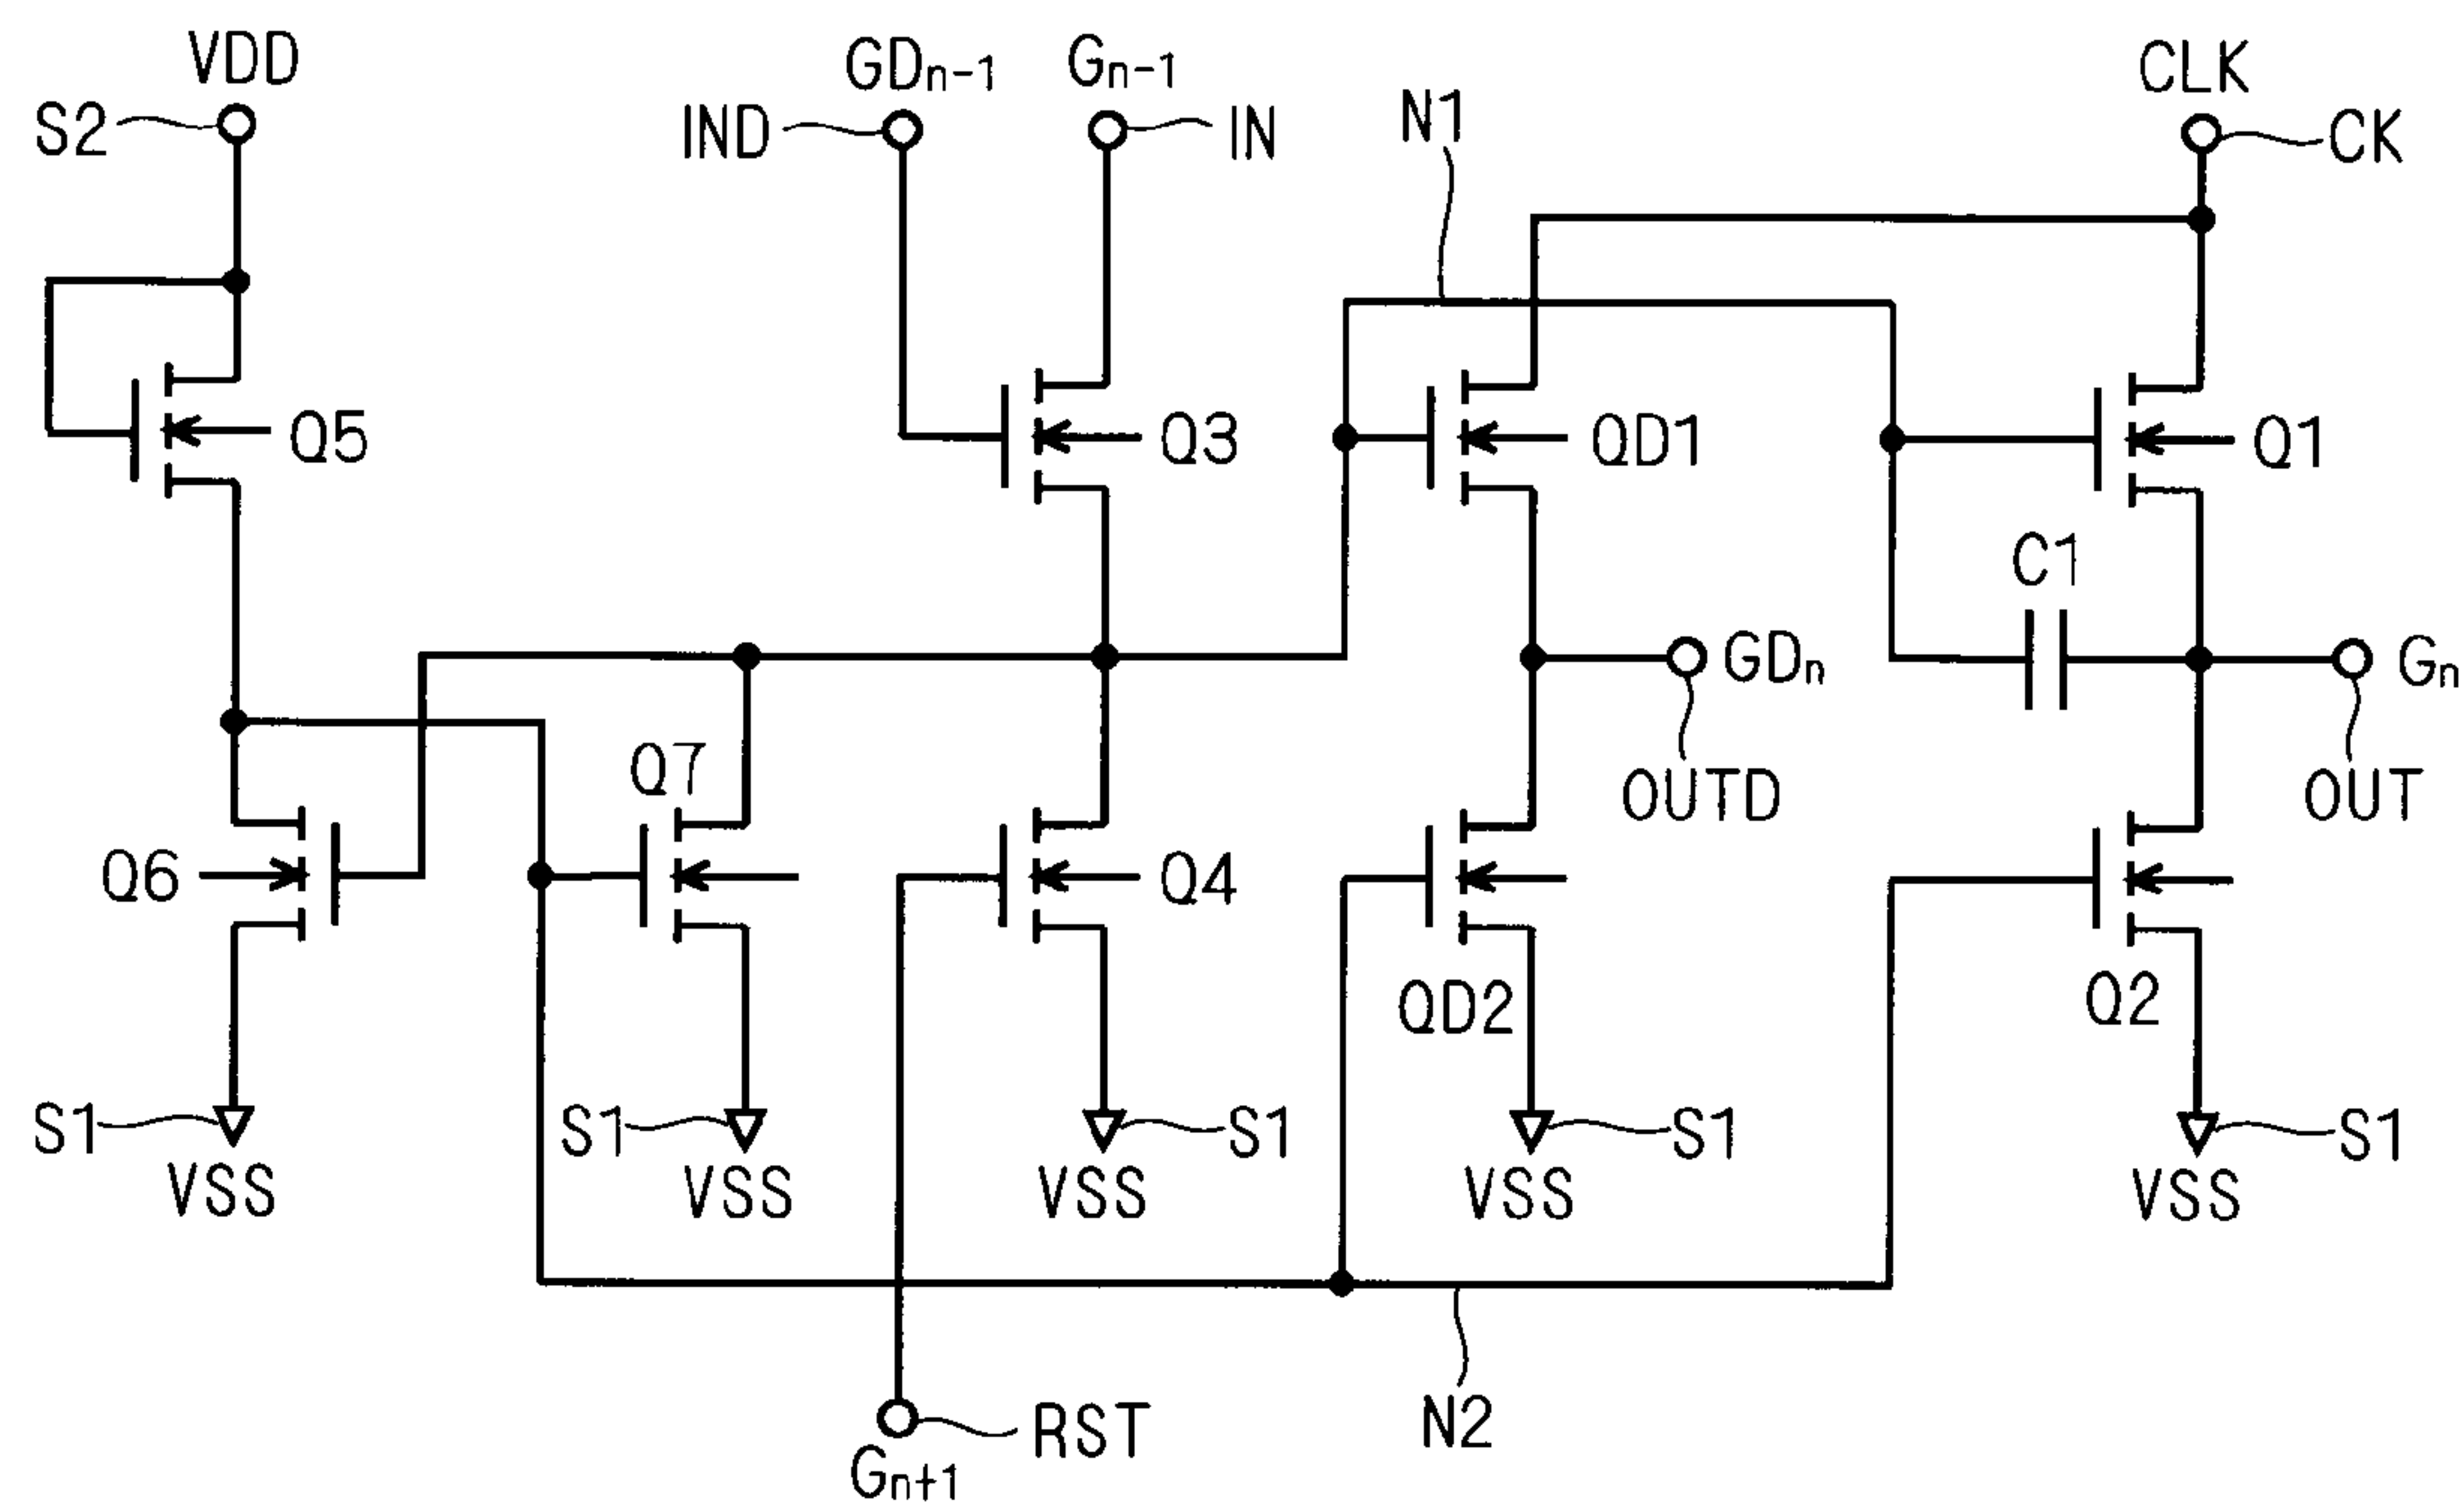 VDD
GDn-1
Gn-1
CLK
S2
IND
IN
N1
CK
Q5
Q3
QD1
Q1
C1
GDn
Gn
Q7
OUTD
OUT
Q6
Q4
QD2
Q2
S1
S1
S1
S1
S1
VSS
VSS
VSS
VSS
VSS
RST
N2
Gn+1